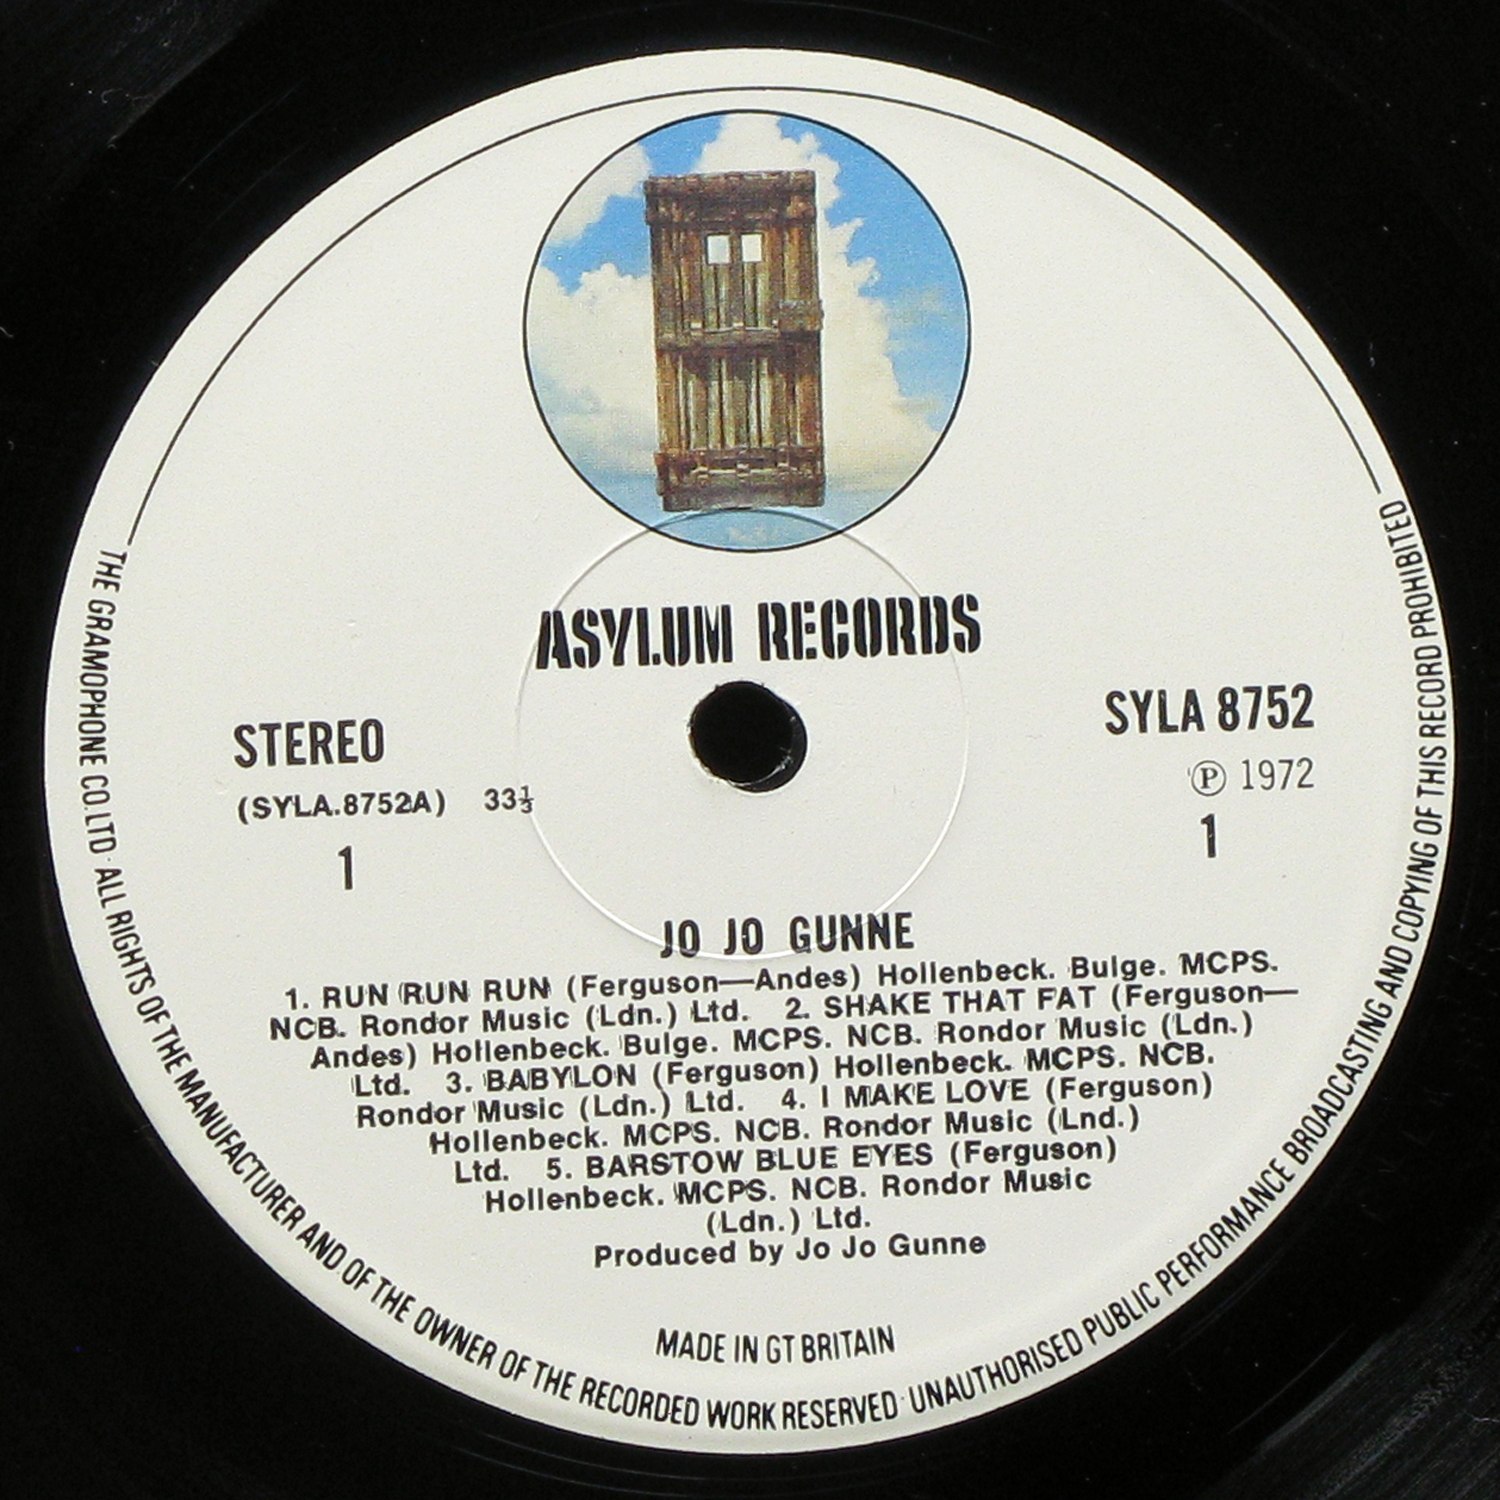 ASYLUM RECORDS
STEREO
SYLA 8752
(SYLA.8752A) 33⅓
Ⓟ 1972
1
1
JO JO GUNNE
1. RUN RUN RUN (Ferguson—Andes) Hollenbeck. Bulge. MCPS.
NCB. Rondor Music (Ldn.) Ltd. 2. SHAKE THAT FAT (Ferguson—
Andes) Hollenbeck. Bulge. MCPS. NCB. Rondor Music (Ldn.)
Ltd. 3. BABYLON (Ferguson) Hollenbeck. MCPS. NCB.
Rondor Music (Ldn.) Ltd. 4. I MAKE LOVE (Ferguson)
Hollenbeck. MCPS. NCB. Rondor Music (Lnd.)
Ltd. 5. BARSTOW BLUE EYES (Ferguson)
Hollenbeck. MCPS. NCB. Rondor Music
(Ldn.) Ltd.
Produced by Jo Jo Gunne
MADE IN GT BRITAIN
THE GRAMOPHONE CO. LTD · ALL RIGHTS OF THE MANUFACTURER AND OF THE OWNER OF THE RECORDED WORK RESERVED · UNAUTHORISED PUBLIC PERFORMANCE BROADCASTING AND COPYING OF THIS RECORD PROHIBITED